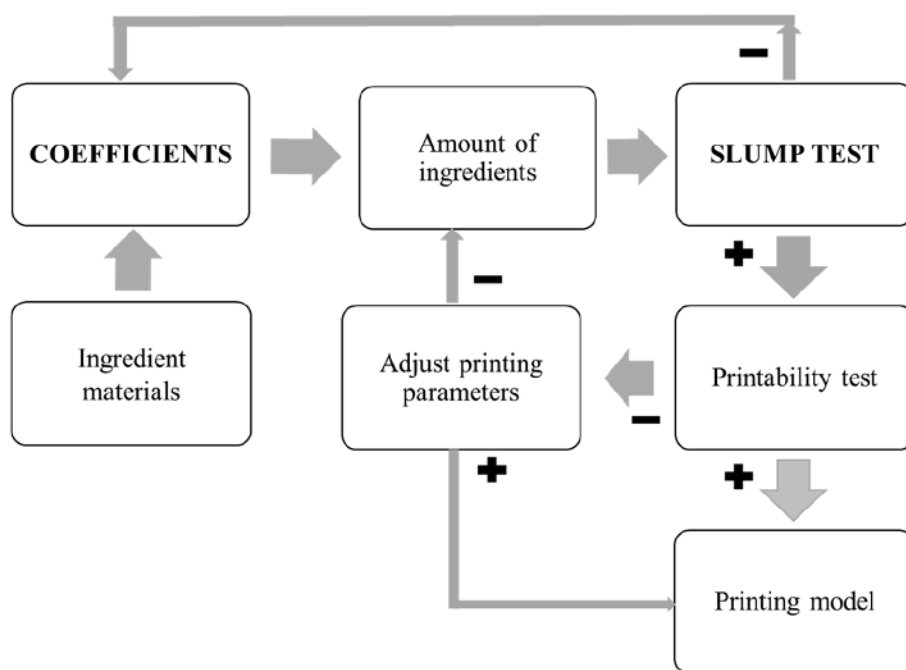 −
COEFFICIENTS
Amount of
ingredients
SLUMP TEST
+
−
Ingredient
materials
Adjust printing
parameters
−
Printability test
+
+
Printing model